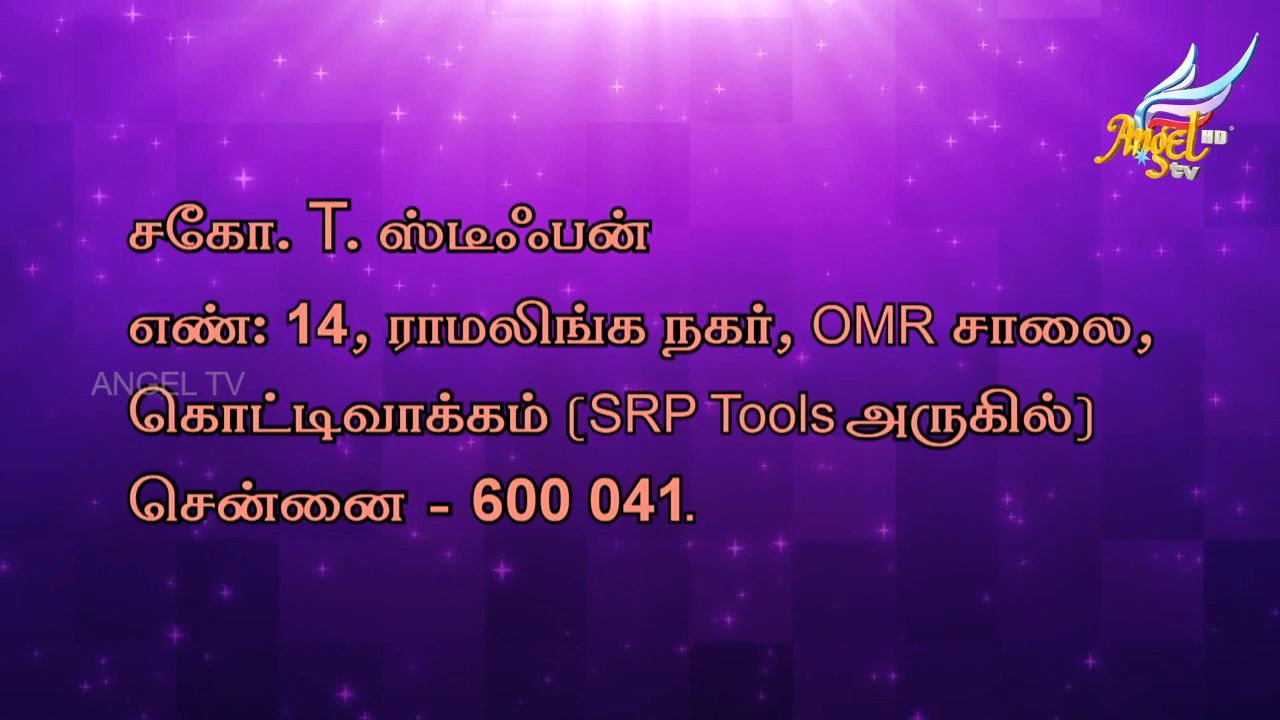 Angel HD
tv
சகோ. T. ஸ்டீஃபன்
எண்: 14, ராமலிங்க நகர், OMR சாலை,
ANGEL TV
கொட்டிவாக்கம் (SRP Tools அருகில்)
சென்னை - 600 041.